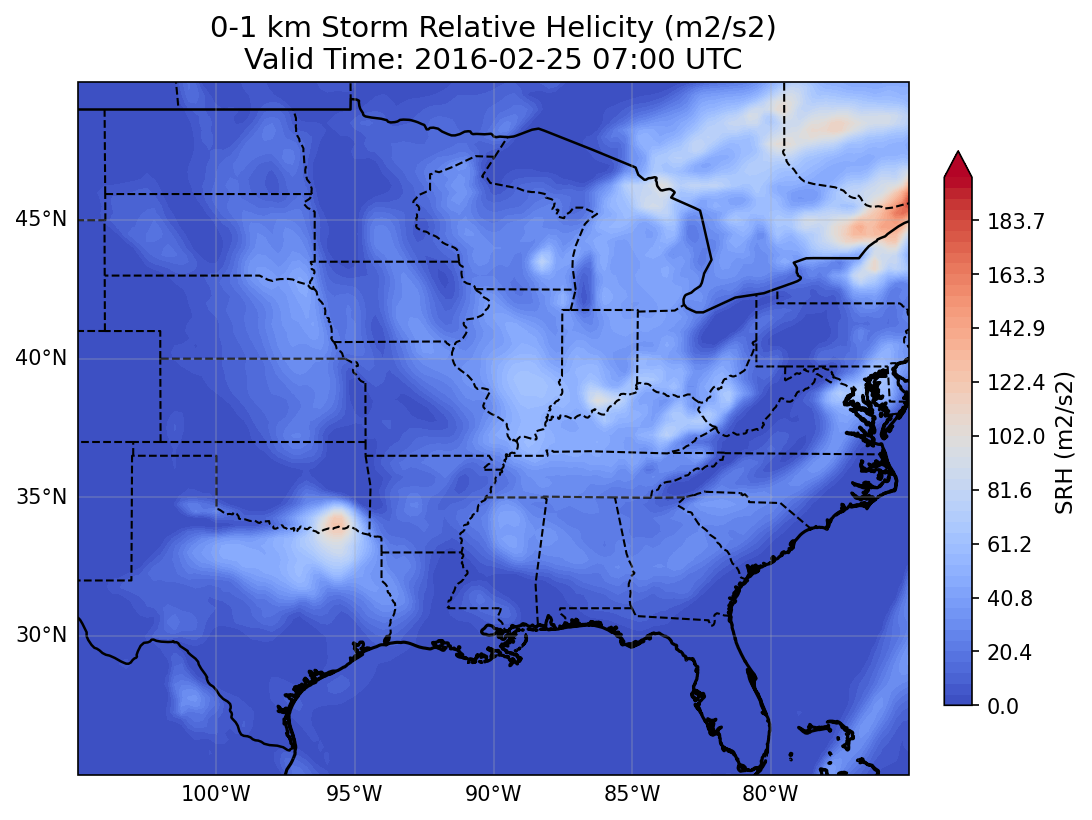 0-1 km Storm Relative Helicity (m2/s2)
Valid Time: 2016-02-25 07:00 UTC
45°N
40°N
35°N
30°N
100°W
95°W
90°W
85°W
80°W
183.7
163.3
142.9
122.4
102.0
81.6
61.2
40.8
20.4
0.0
SRH (m2/s2)